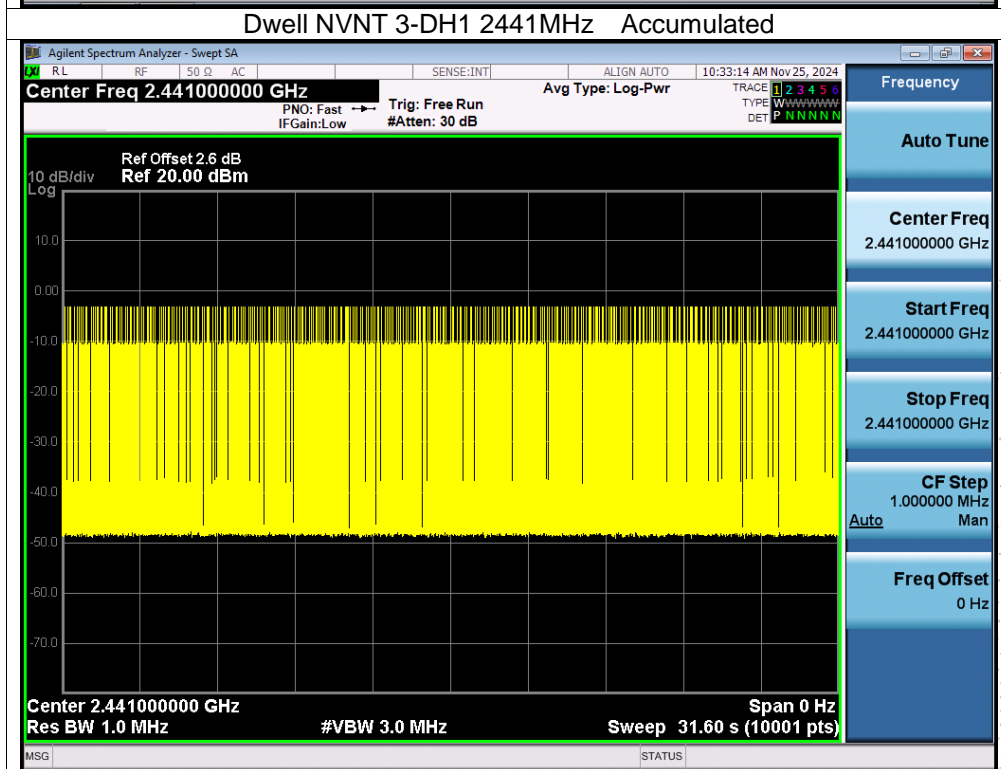 Dwell NVNT 3-DH1 2441MHz Accumulated
Agilent Spectrum Analyzer - Swept SA
LXI RL RF 50 Ω AC SENSE:INT ALIGN AUTO 10:33:14 AM Nov 25, 2024
Center Freq 2.441000000 GHz
PNO: Fast
IFGain:Low
Trig: Free Run
#Atten: 30 dB
Avg Type: Log-Pwr
TRACE 1 2 3 4 5 6
TYPE WWWWWWW
DET P N N N N N
Ref Offset 2.6 dB
10 dB/div Ref 20.00 dBm
Log
10.0
0.00
-10.0
-20.0
-30.0
-40.0
-50.0
-60.0
-70.0
Center 2.441000000 GHz Span 0 Hz
Res BW 1.0 MHz #VBW 3.0 MHz Sweep 31.60 s (10001 pts)
MSG STATUS
Frequency
Auto Tune
Center Freq
2.441000000 GHz
Start Freq
2.441000000 GHz
Stop Freq
2.441000000 GHz
CF Step
1.000000 MHz
Auto Man
Freq Offset
0 Hz